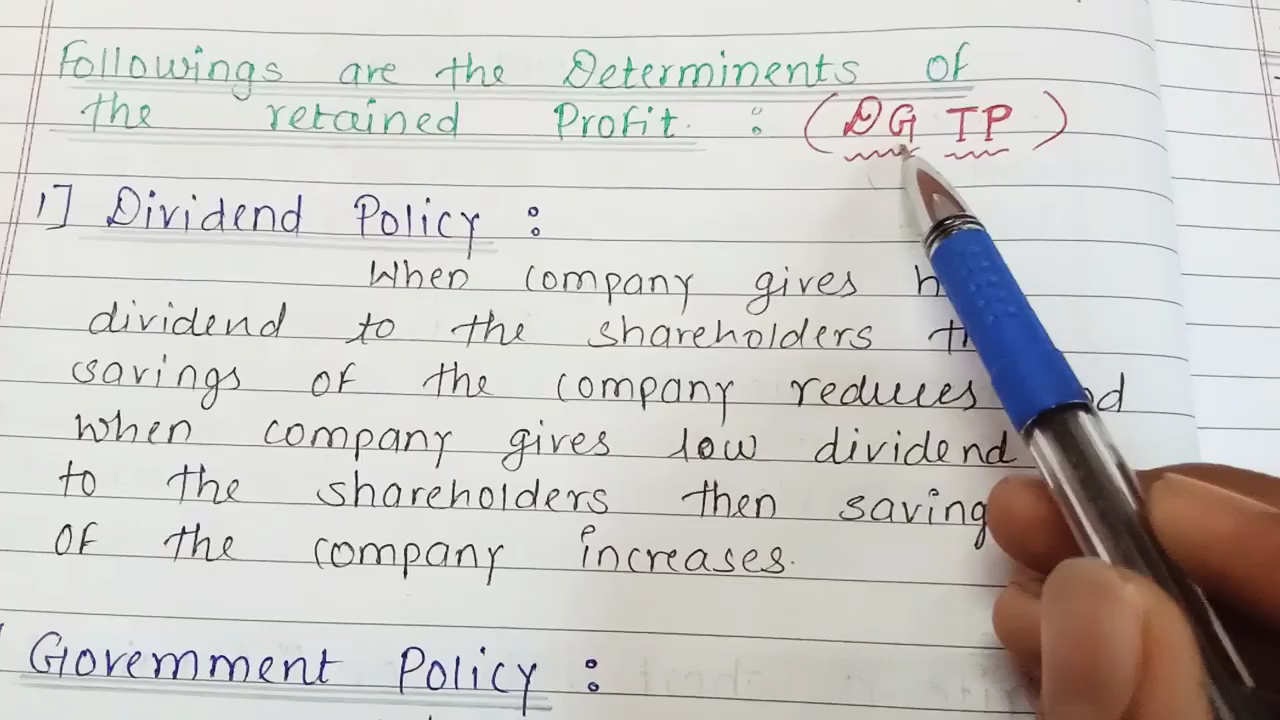 Followings are the Determinents of
the retained Profit : (DG TP)
1] Dividend Policy :
When company gives
dividend to the shareholders
savings of the company reduces
when company gives low dividend
to the shareholders then saving
of the company increases.
Government Policy :